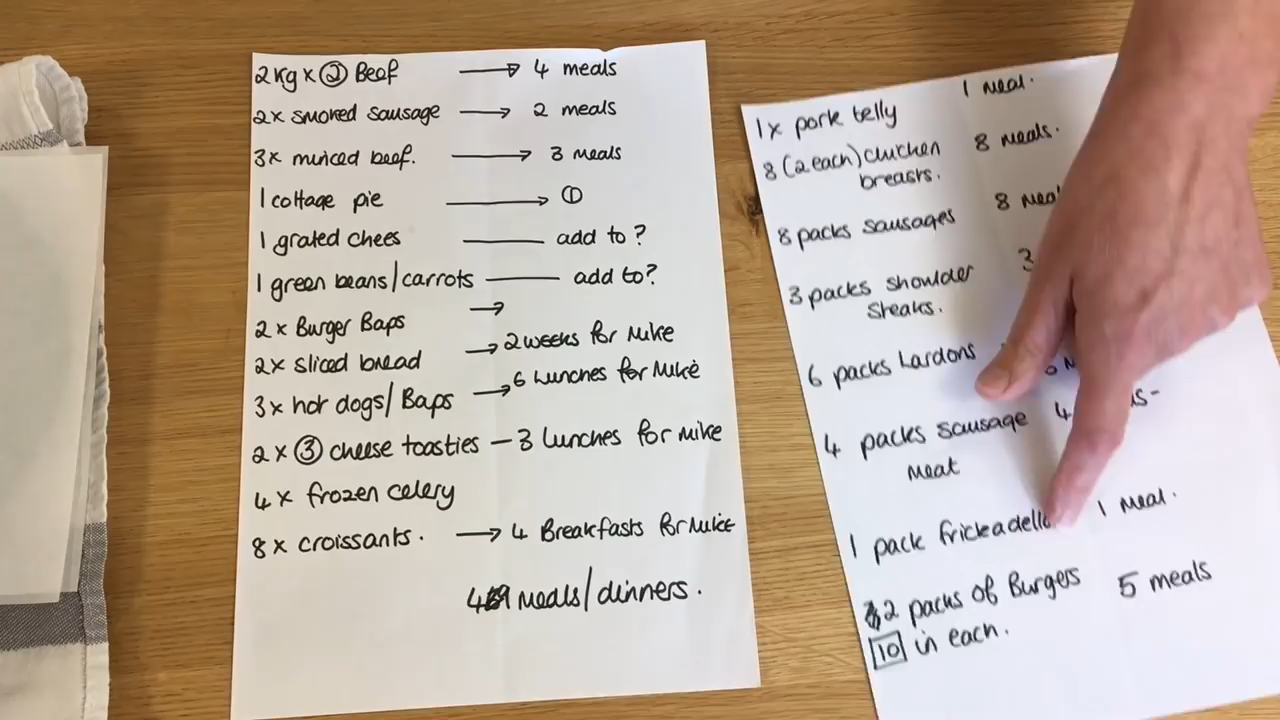 2kg x ② Beef → 4 meals
2x smoked sausage → 2 meals
3x minced beef. → 3 meals
1 cottage pie → ①
1 grated chees — add to ?
1 green beans/carrots — add to?
2 x Burger Baps →
2x sliced bread → 2 weeks for Mike
3x hot dogs/Baps → 6 Lunches for Mike
2 x ③ cheese toasties – 3 Lunches for Mike
4x frozen celery
8x croissants. → 4 Breakfasts for Mike
49 meals/dinners.
1x pork belly 1 meal.
8 (2 each) chicken breasts. 8 meals.
8 packs sausages 8
3 packs shoulder 3
steaks.
6 packs Lardons
4 packs sausage 4
meat
1 pack 1 meal.
2 packs of Burgers 5 meals
10 in each.